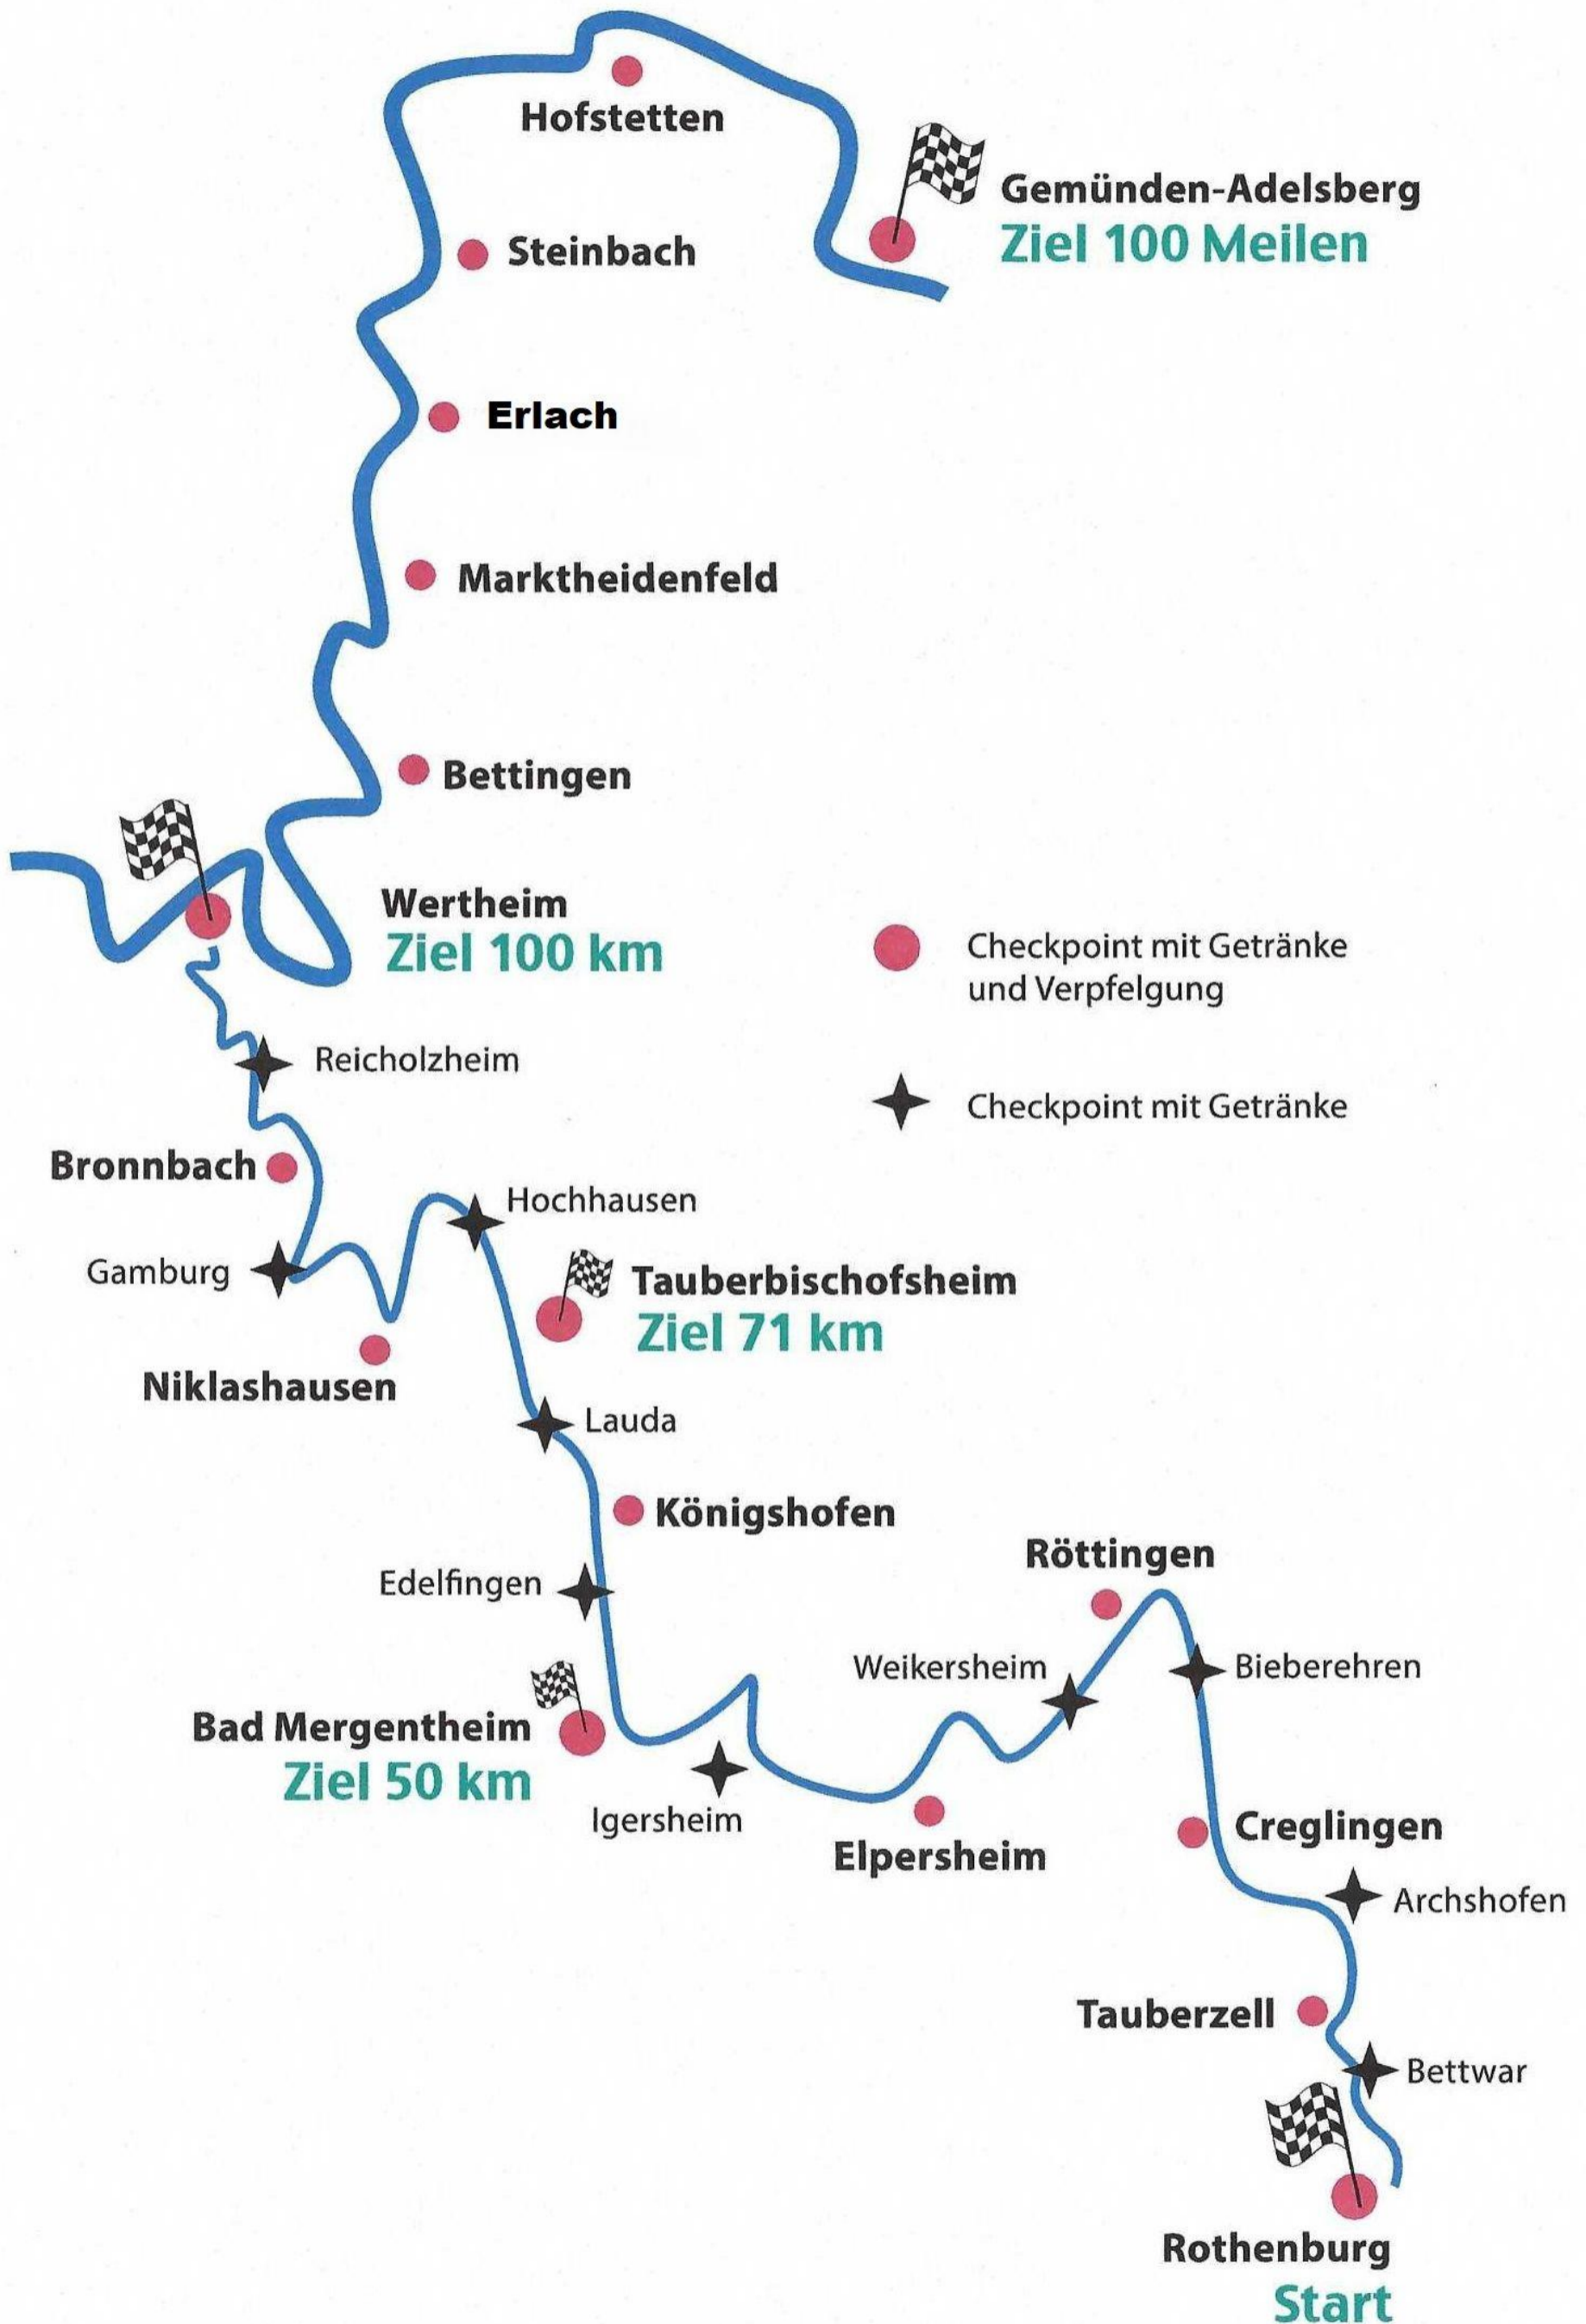 Hofstetten
Gemünden-Adelsberg
Ziel 100 Meilen
Steinbach
Erlach
Marktheidenfeld
Bettingen
Wertheim
Ziel 100 km
Checkpoint mit Getränke
und Verpfelgung
Reicholzheim
Checkpoint mit Getränke
Bronnbach
Hochhausen
Gamburg
Tauberbischofsheim
Ziel 71 km
Niklashausen
Lauda
Königshofen
Röttingen
Edelfingen
Weikersheim
Bieberehren
Bad Mergentheim
Ziel 50 km
Igersheim
Creglingen
Elpersheim
Archshofen
Tauberzell
Bettwar
Rothenburg
Start